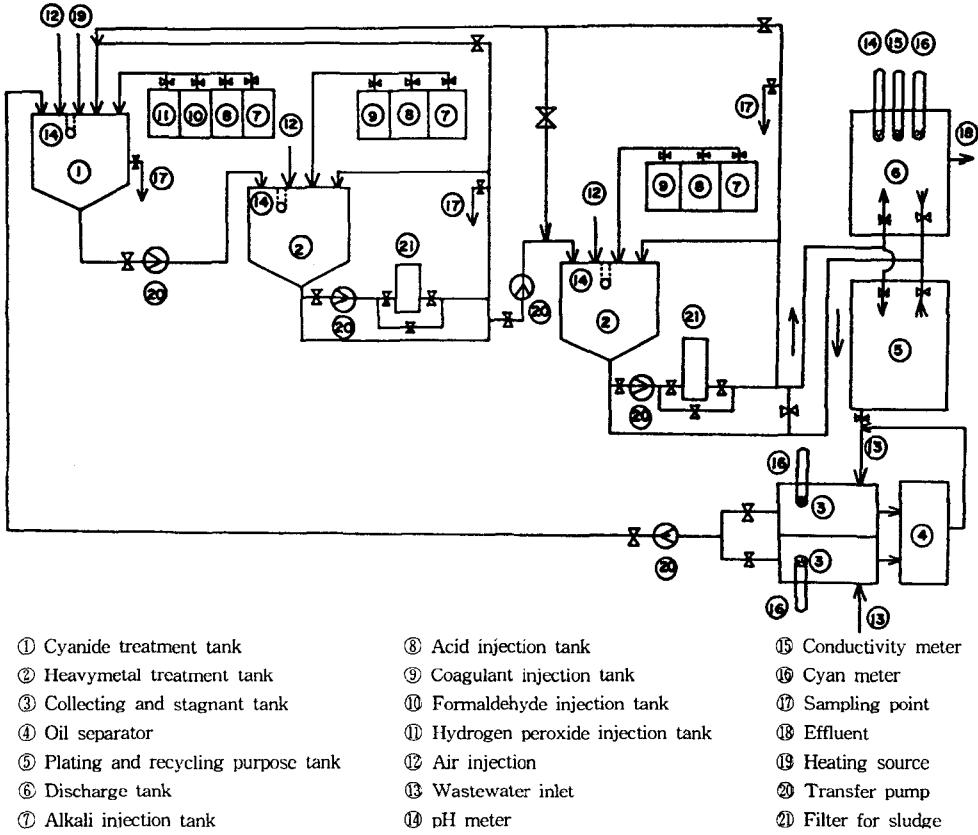 ⑫ ⑲
⑭ ⑮ ⑯
⑭
⑪ ⑩ ⑧ ⑦
⑨ ⑧ ⑦
⑫
⑰
⑱
①
⑰
⑥
⑫
⑨ ⑧ ⑦
⑭
⑰
②
㉑
⑭
⑳
⑳
⑳
②
㉑
⑤
⑳
⑬
⑯
③
④
⑳
③
⑯
⑬
① Cyanide treatment tank
② Heavymetal treatment tank
③ Collecting and stagnant tank
④ Oil separator
⑤ Plating and recycling purpose tank
⑥ Discharge tank
⑦ Alkali injection tank
⑧ Acid injection tank
⑨ Coagulant injection tank
⑩ Formaldehyde injection tank
⑪ Hydrogen peroxide injection tank
⑫ Air injection
⑬ Wastewater inlet
⑭ pH meter
⑮ Conductivity meter
⑯ Cyan meter
⑰ Sampling point
⑱ Effluent
⑲ Heating source
⑳ Transfer pump
㉑ Filter for sludge